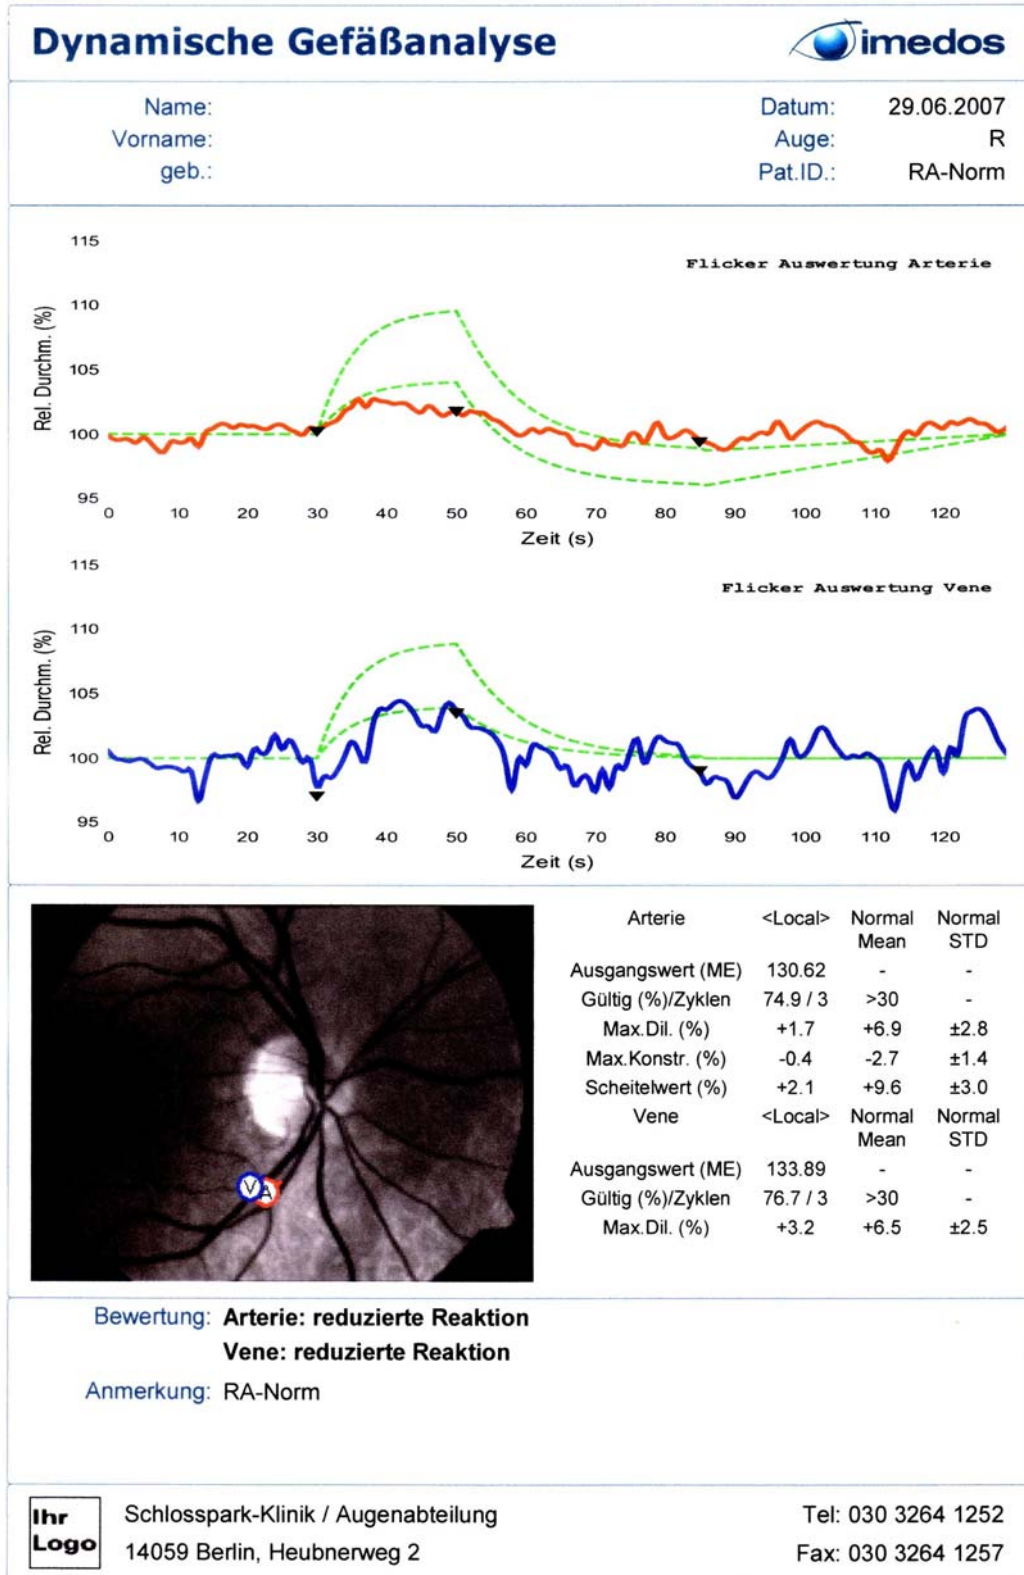 Dynamische Gefäßanalyse
imedos
Name:
Datum: 29.06.2007
Vorname:
Auge: R
geb.:
Pat.ID.: RA-Norm
115
Flicker Auswertung Arterie
110
105
100
95
Rel. Durchm. (%)
0 10 20 30 40 50 60 70 80 90 100 110 120
Zeit (s)
115
Flicker Auswertung Vene
110
105
100
95
Rel. Durchm. (%)
0 10 20 30 40 50 60 70 80 90 100 110 120
Zeit (s)
V A
Arterie <Local> Normal Normal
Mean STD
Ausgangswert (ME) 130.62 - -
Gültig (%)/Zyklen 74.9 / 3 >30 -
Max.Dil. (%) +1.7 +6.9 ±2.8
Max.Konstr. (%) -0.4 -2.7 ±1.4
Scheitelwert (%) +2.1 +9.6 ±3.0
Vene <Local> Normal Normal
Mean STD
Ausgangswert (ME) 133.89 - -
Gültig (%)/Zyklen 76.7 / 3 >30 -
Max.Dil. (%) +3.2 +6.5 ±2.5
Bewertung: Arterie: reduzierte Reaktion
Vene: reduzierte Reaktion
Anmerkung: RA-Norm
Ihr
Logo
Schlosspark-Klinik / Augenabteilung
Tel: 030 3264 1252
14059 Berlin, Heubnerweg 2
Fax: 030 3264 1257